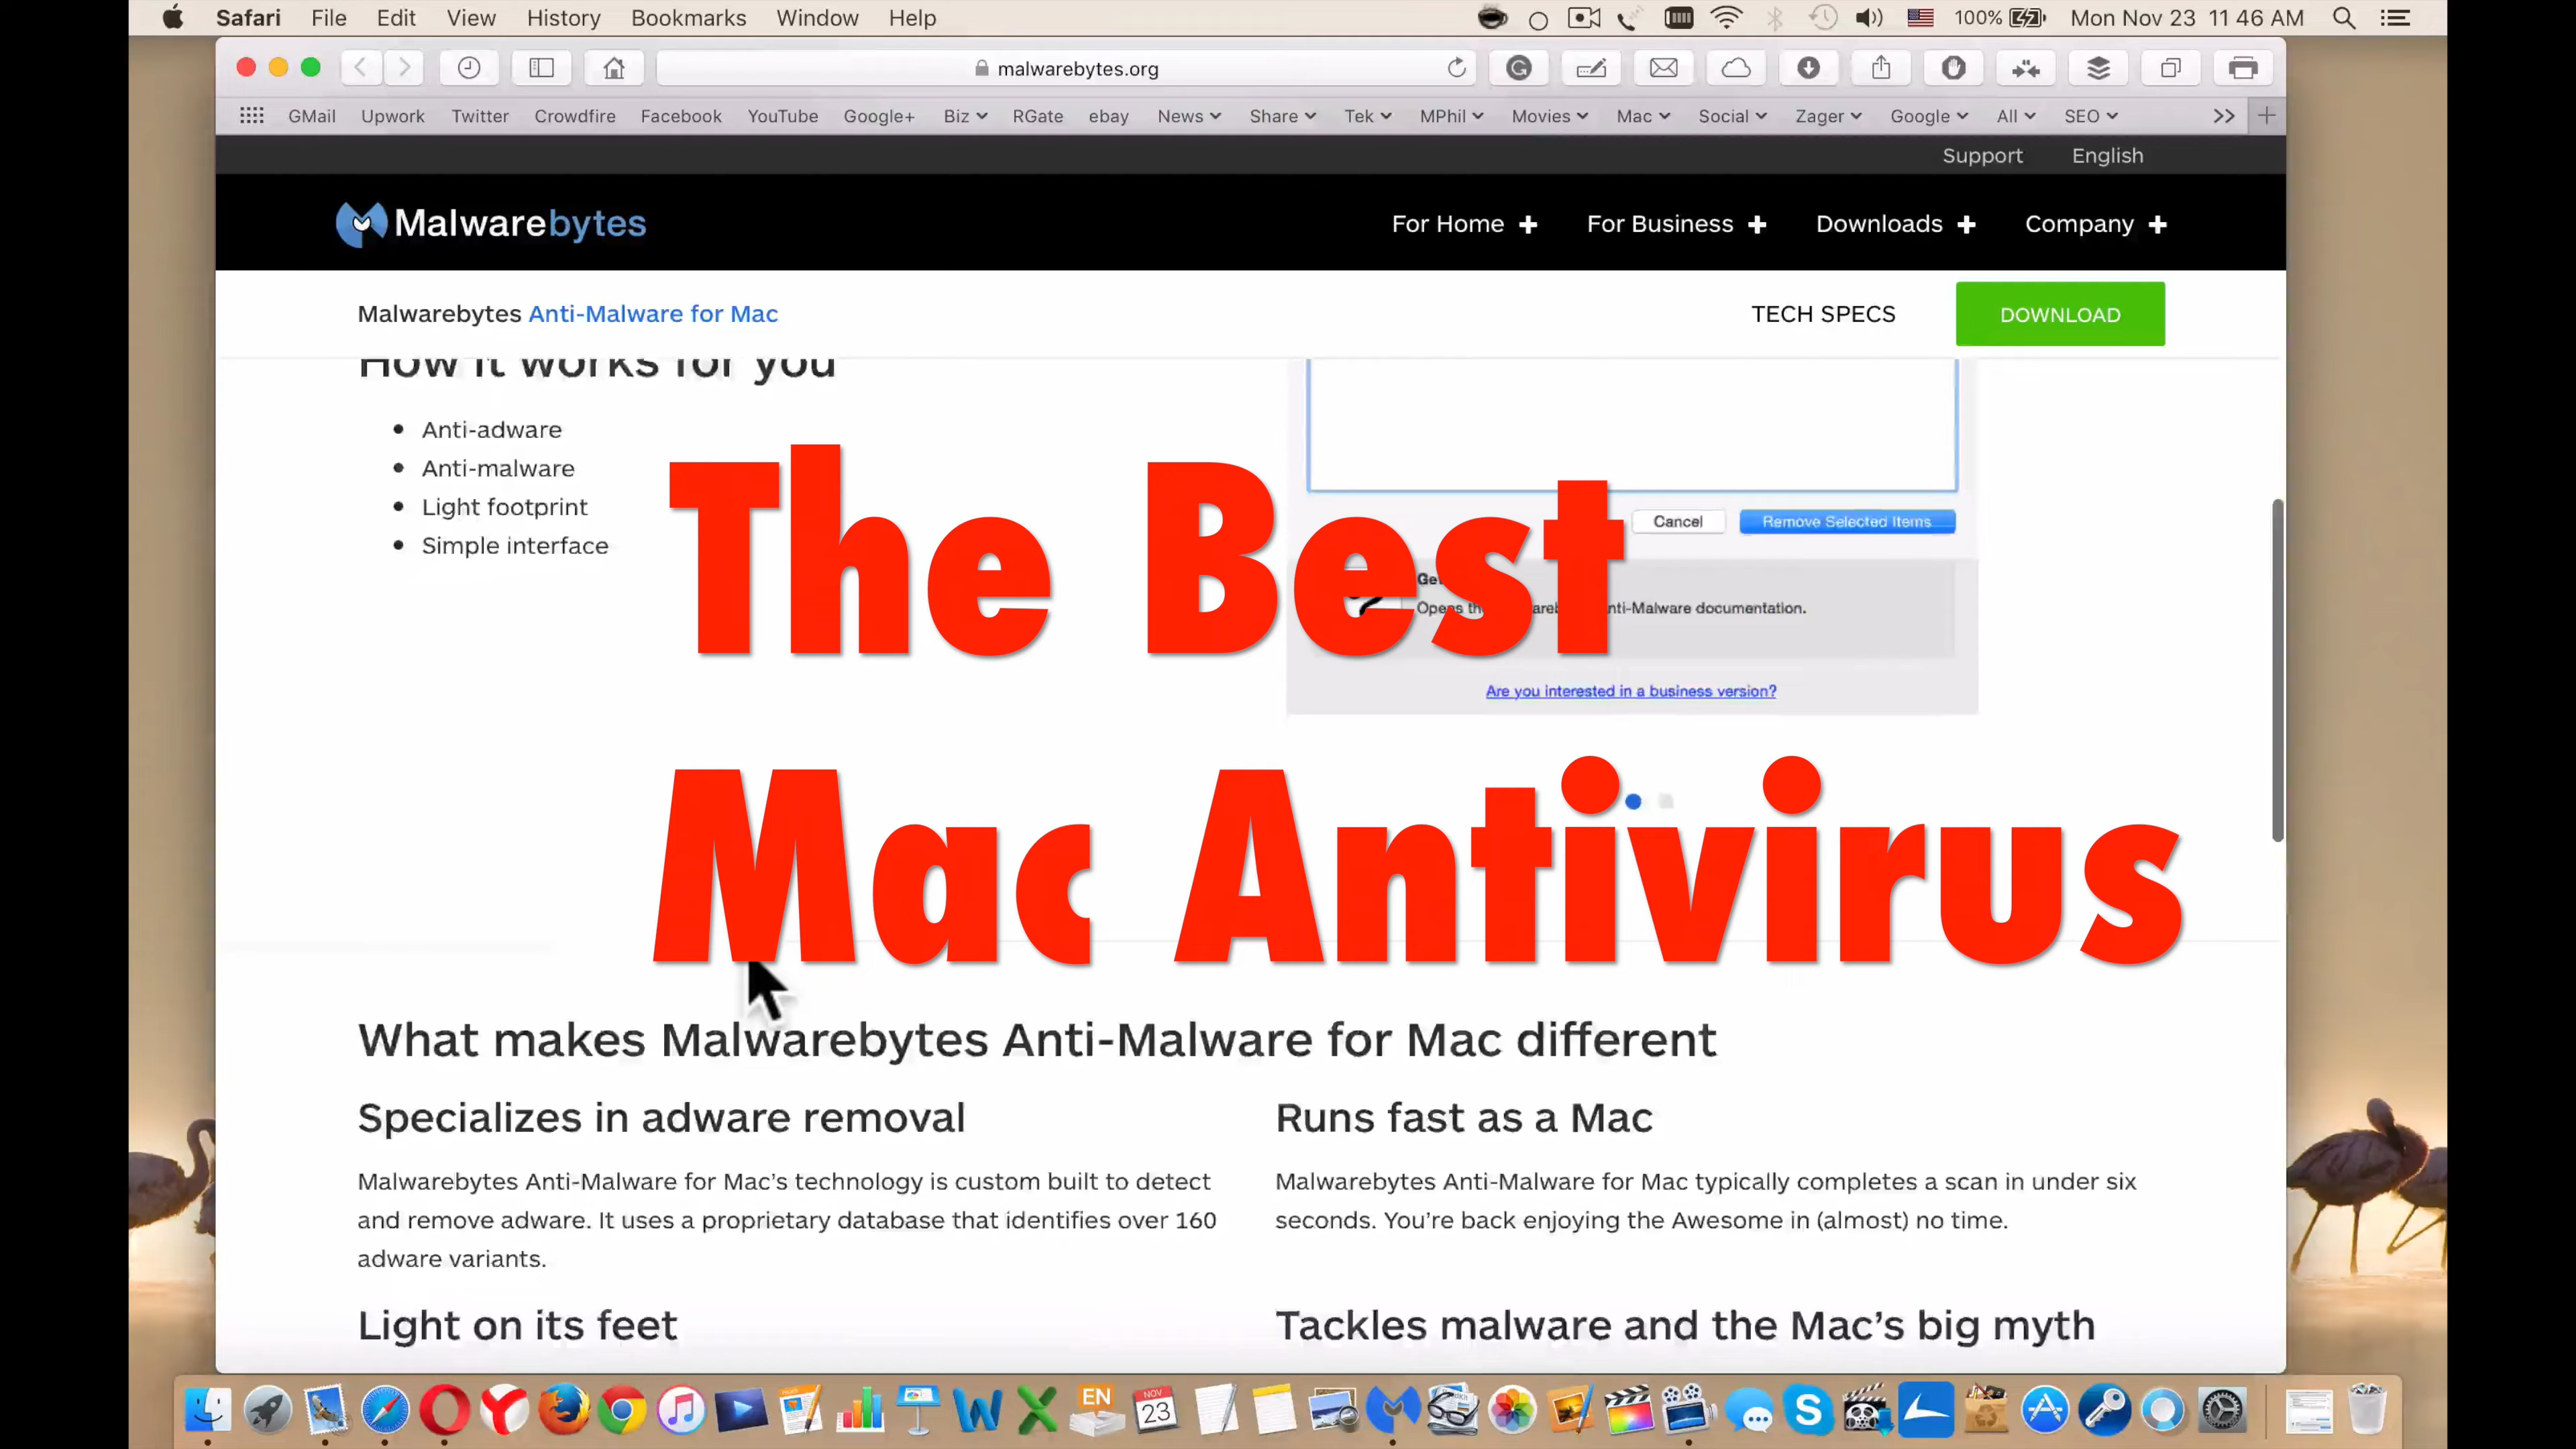 Safari File Edit View History Bookmarks Window Help 100% Mon Nov 23 11 46 AM
malwarebytes.org
GMail Upwork Twitter Crowdfire Facebook YouTube Google+ Biz RGate ebay News Share Tek MPhil Movies Mac Social Zager Google All SEO
Support English
Malwarebytes For Home + For Business + Downloads + Company +
Malwarebytes Anti-Malware for Mac TECH SPECS DOWNLOAD
How it works for you
Anti-adware
Anti-malware
Light footprint
Simple interface
Cancel Remove Selected Items
The Best
nti-Malware documentation.
Are you interested in a business version?
Mac Antivirus
What makes Malwarebytes Anti-Malware for Mac different
Specializes in adware removal
Malwarebytes Anti-Malware for Mac's technology is custom built to detect
and remove adware. It uses a proprietary database that identifies over 160
adware variants.
Runs fast as a Mac
Malwarebytes Anti-Malware for Mac typically completes a scan in under six
seconds. You're back enjoying the Awesome in (almost) no time.
Light on its feet
Tackles malware and the Mac's big myth
EN
NOV
23